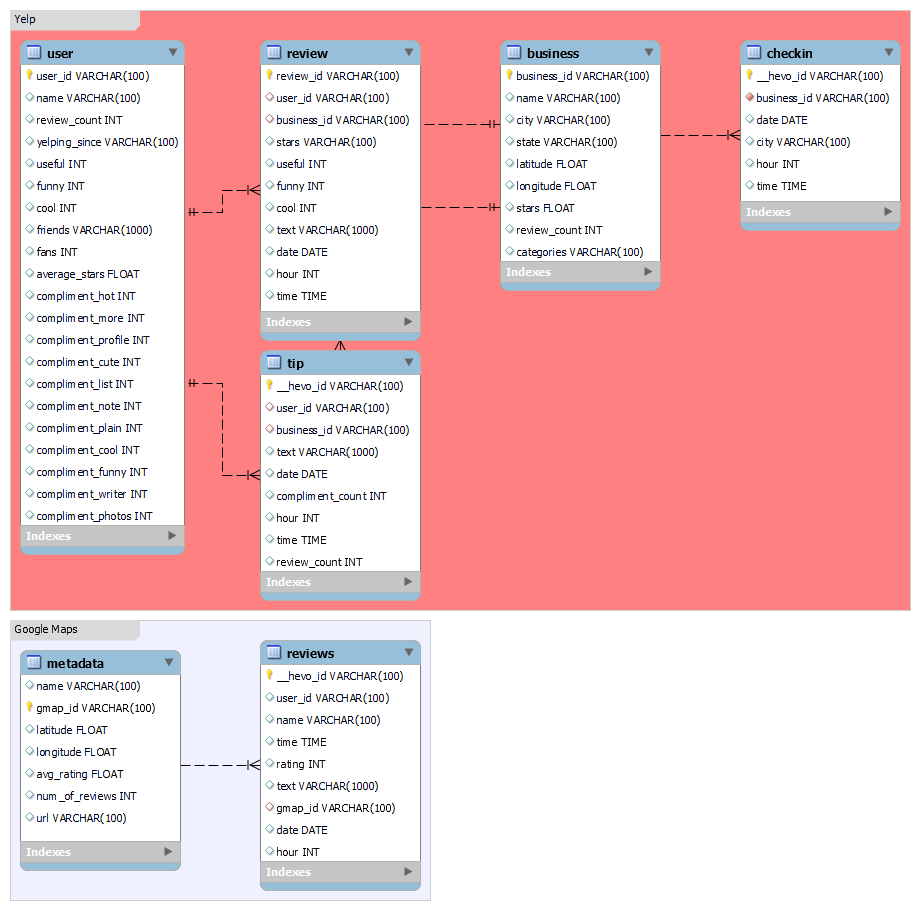 Yelp
user
user_id VARCHAR(100)
name VARCHAR(100)
review_count INT
yelping_since VARCHAR(100)
useful INT
funny INT
cool INT
friends VARCHAR(1000)
fans INT
average_stars FLOAT
compliment_hot INT
compliment_more INT
compliment_profile INT
compliment_cute INT
compliment_list INT
compliment_note INT
compliment_plain INT
compliment_cool INT
compliment_funny INT
compliment_writer INT
compliment_photos INT
Indexes
review
review_id VARCHAR(100)
user_id VARCHAR(100)
business_id VARCHAR(100)
stars VARCHAR(100)
useful INT
funny INT
cool INT
text VARCHAR(1000)
date DATE
hour INT
time TIME
Indexes
business
business_id VARCHAR(100)
name VARCHAR(100)
city VARCHAR(100)
state VARCHAR(100)
latitude FLOAT
longitude FLOAT
stars FLOAT
review_count INT
categories VARCHAR(100)
Indexes
checkin
__hevo_id VARCHAR(100)
business_id VARCHAR(100)
date DATE
city VARCHAR(100)
hour INT
time TIME
Indexes
tip
__hevo_id VARCHAR(100)
user_id VARCHAR(100)
business_id VARCHAR(100)
text VARCHAR(1000)
date DATE
compliment_count INT
hour INT
time TIME
review_count INT
Indexes
Google Maps
metadata
name VARCHAR(100)
gmap_id VARCHAR(100)
latitude FLOAT
longitude FLOAT
avg_rating FLOAT
num_of_reviews INT
url VARCHAR(100)
Indexes
reviews
__hevo_id VARCHAR(100)
user_id VARCHAR(100)
name VARCHAR(100)
time TIME
rating INT
text VARCHAR(1000)
gmap_id VARCHAR(100)
date DATE
hour INT
Indexes